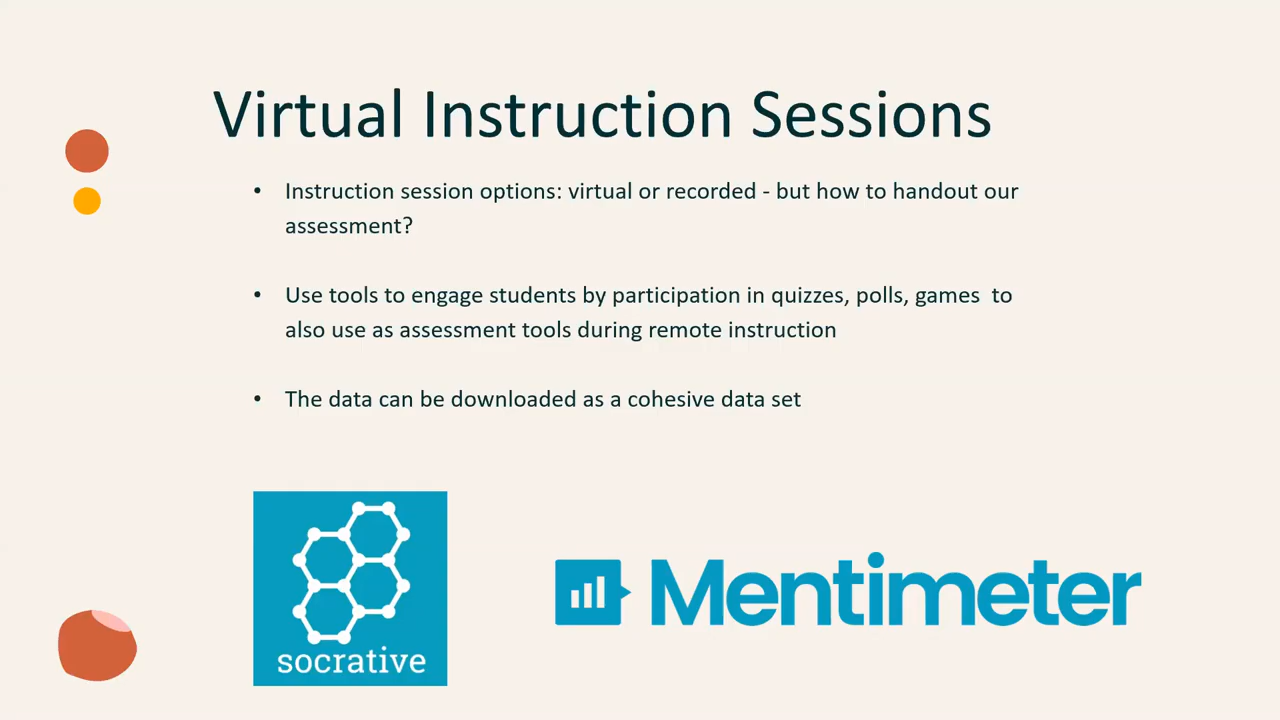 Virtual Instruction Sessions
• Instruction session options: virtual or recorded - but how to handout our
assessment?
• Use tools to engage students by participation in quizzes, polls, games  to
also use as assessment tools during remote instruction
• The data can be downloaded as a cohesive data set
socrative
Mentimeter